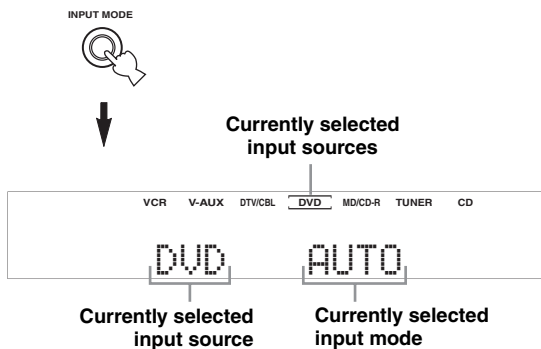 INPUT MODE
Currently selected
input sources
VCR V-AUX DTV/CBL DVD MD/CD-R TUNER CD
DVD AUTO
Currently selected
input source
Currently selected
input mode